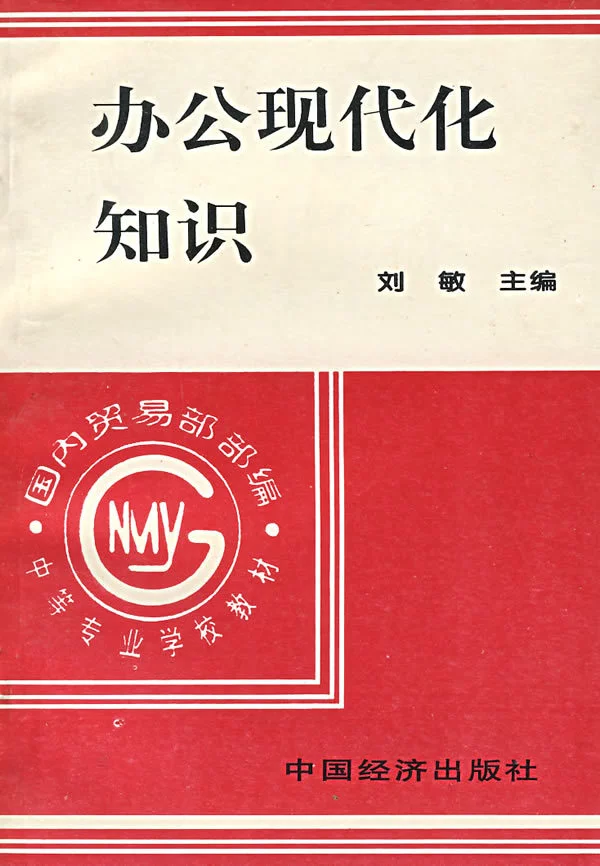 办公现代化
知识
刘 敏 主编
国内贸易部部编
GNMY
中等专业学校教材
中国经济出版社